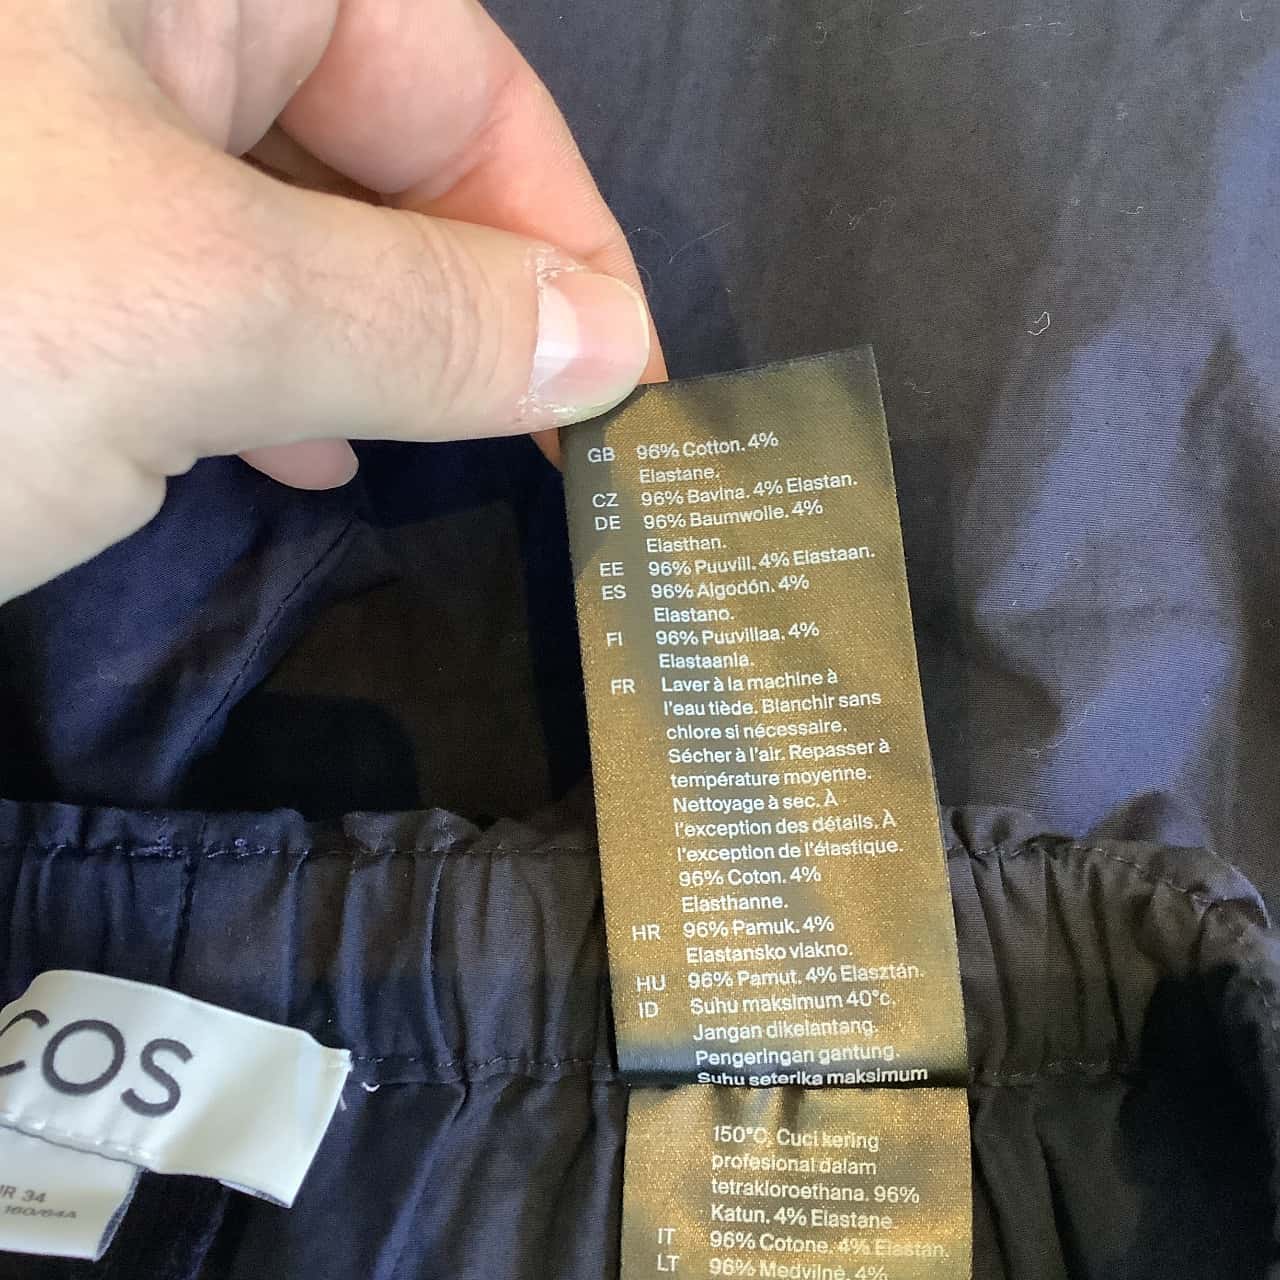 GB 96% Cotton. 4%
Elastane.
CZ 96% Bavlna. 4% Elastan.
DE 96% Baumwolle. 4%
Elasthan.
EE 96% Puuvill. 4% Elastaan.
ES 96% Algodón. 4%
Elastano.
FI 96% Puuvillaa. 4%
Elastaania.
FR Laver à la machine à
l'eau tiède. Blanchir sans
chlore si nécessaire.
Sécher à l'air. Repasser à
température moyenne.
Nettoyage à sec. À
l'exception des détails. À
l'exception de l'élastique.
96% Coton. 4%
Elasthanne.
HR 96% Pamuk. 4%
Elastansko vlakno.
HU 96% Pamut. 4% Elasztán.
ID Suhu maksimum 40°c.
Jangan dikelantang.
Pengeringan gantung.
Suhu seterika maksimum
150°C. Cuci kering
profesional dalam
tetrakloroethana. 96%
Katun. 4% Elastane
IT 96% Cotone. 4% Elastan.
LT 96% Medvilnė. 4%
COS
34
160/64A